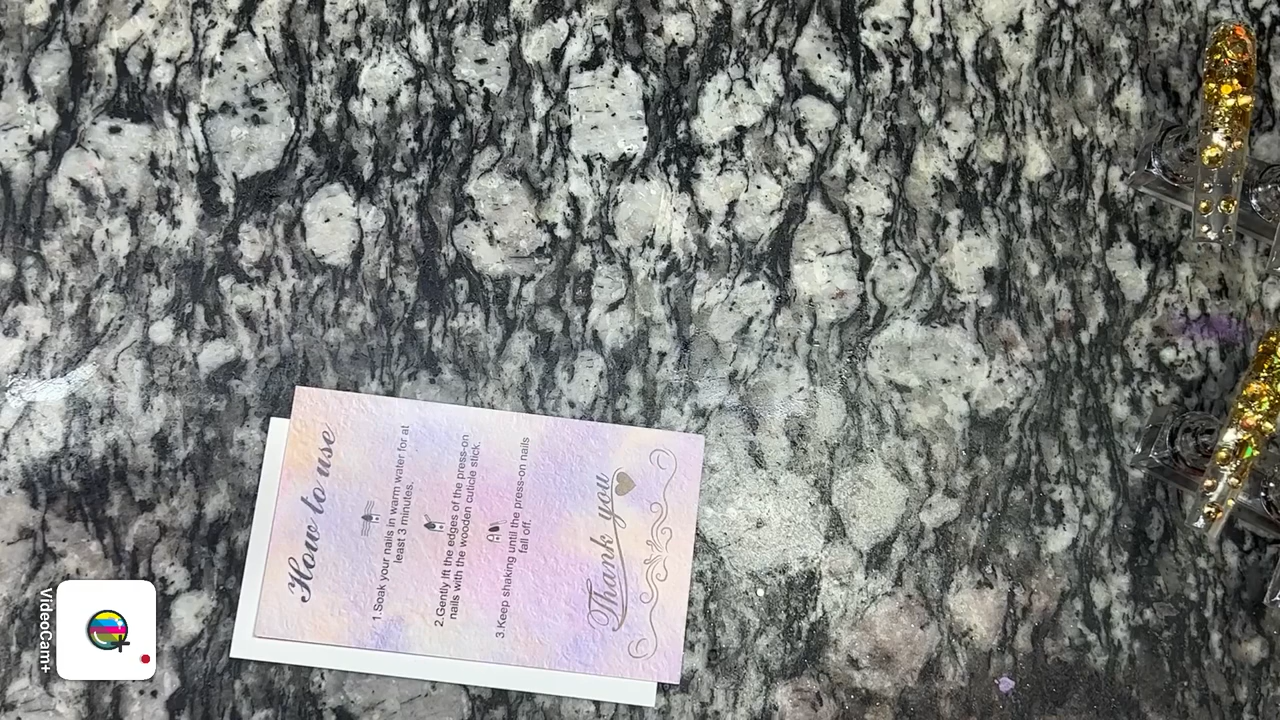 How to use
1.Soak your nails in warm water for at
least 3 minutes.
2.Gently lft the edges of the press-on
nails with the wooden cuticle stick.
3.Keep shaking until the press-on nails
fall off.
Thank you
VideoCam+